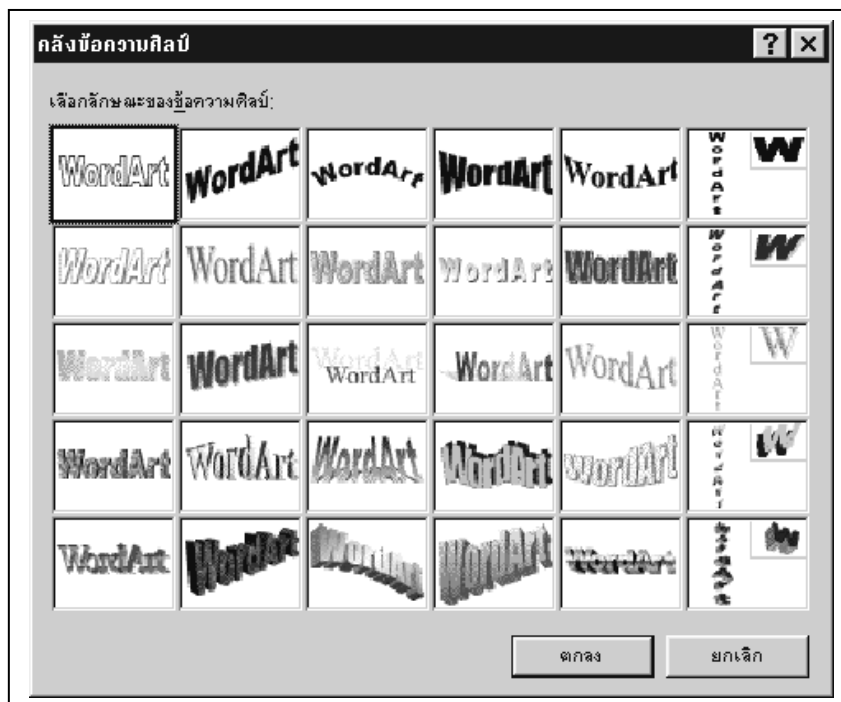 คลังข้อความศิลป์
? ×
เลือกลักษณะของข้อความศิลป์:
WordArt WordArt WordArt WordArt WordArt WordArt W
WordArt WordArt WordArt WordArt WordArt WordArt W
WordArt WordArt WordArt WordArt WordArt WordArt WordArt W
WordArt WordArt WordArt WordArt WordArt WordArt W
WordArt WordArt WordArt WordArt WordArt WordArt W
ตกลง ยกเลิก